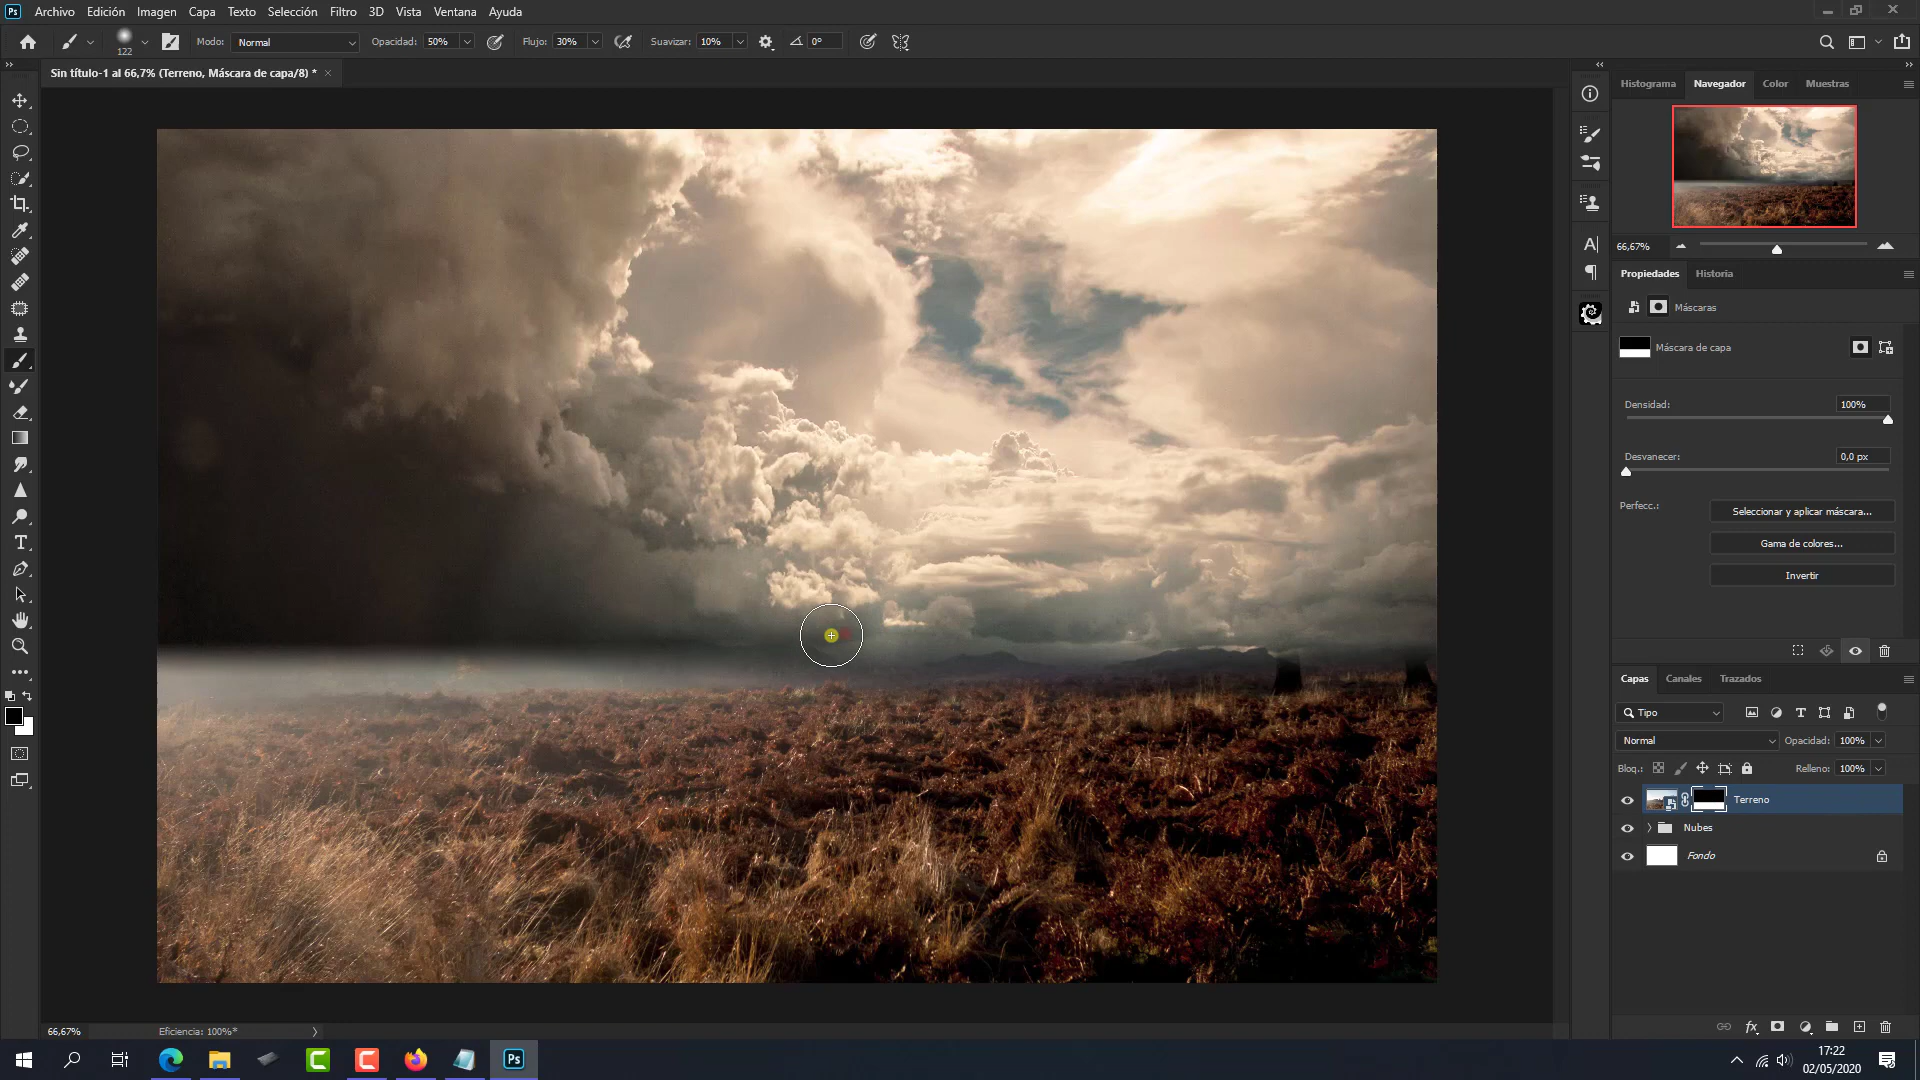 Ps Archivo Edición Imagen Capa Texto Selección Filtro 3D Vista Ventana Ayuda
122 Modo: Normal Opacidad: 50% Flujo: 30% Suavizar: 10% 0°
Sin título-1 al 66,7% (Terreno, Máscara de capa/8) * ×
Histograma Navegador Color Muestras
66,67%
Propiedades Historia
Máscaras
Máscara de capa
Densidad: 100%
Desvanecer: 0,0 px
Perfecc.: Seleccionar y aplicar máscara...
Gama de colores...
Invertir
Capas Canales Trazados
Tipo
Normal Opacidad: 100%
Bloq.: Relleno: 100%
Terreno
Nubes
Fondo
fx
66,67% Eficiencia: 100%*
Ps
17:22
02/05/2020